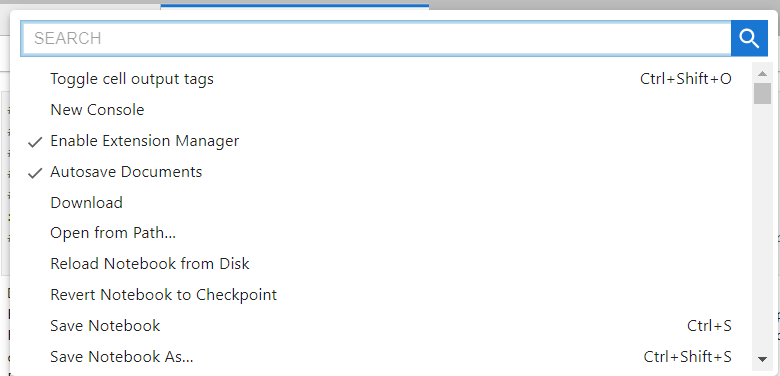 SEARCH
Toggle cell output tags Ctrl+Shift+O
New Console
Enable Extension Manager
Autosave Documents
Download
Open from Path...
Reload Notebook from Disk
Revert Notebook to Checkpoint
Save Notebook Ctrl+S
Save Notebook As... Ctrl+Shift+S